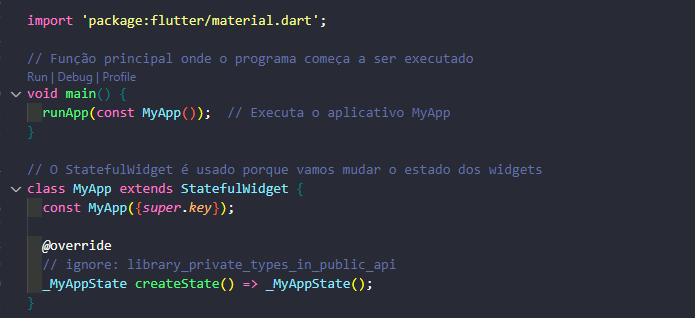 import 'package:flutter/material.dart';
// Função principal onde o programa começa a ser executado
Run | Debug | Profile
void main() {
runApp(const MyApp());  // Executa o aplicativo MyApp
}
// O StatefulWidget é usado porque vamos mudar o estado dos widgets
class MyApp extends StatefulWidget {
const MyApp({super.key});
@override
// ignore: library_private_types_in_public_api
_MyAppState createState() => _MyAppState();
}